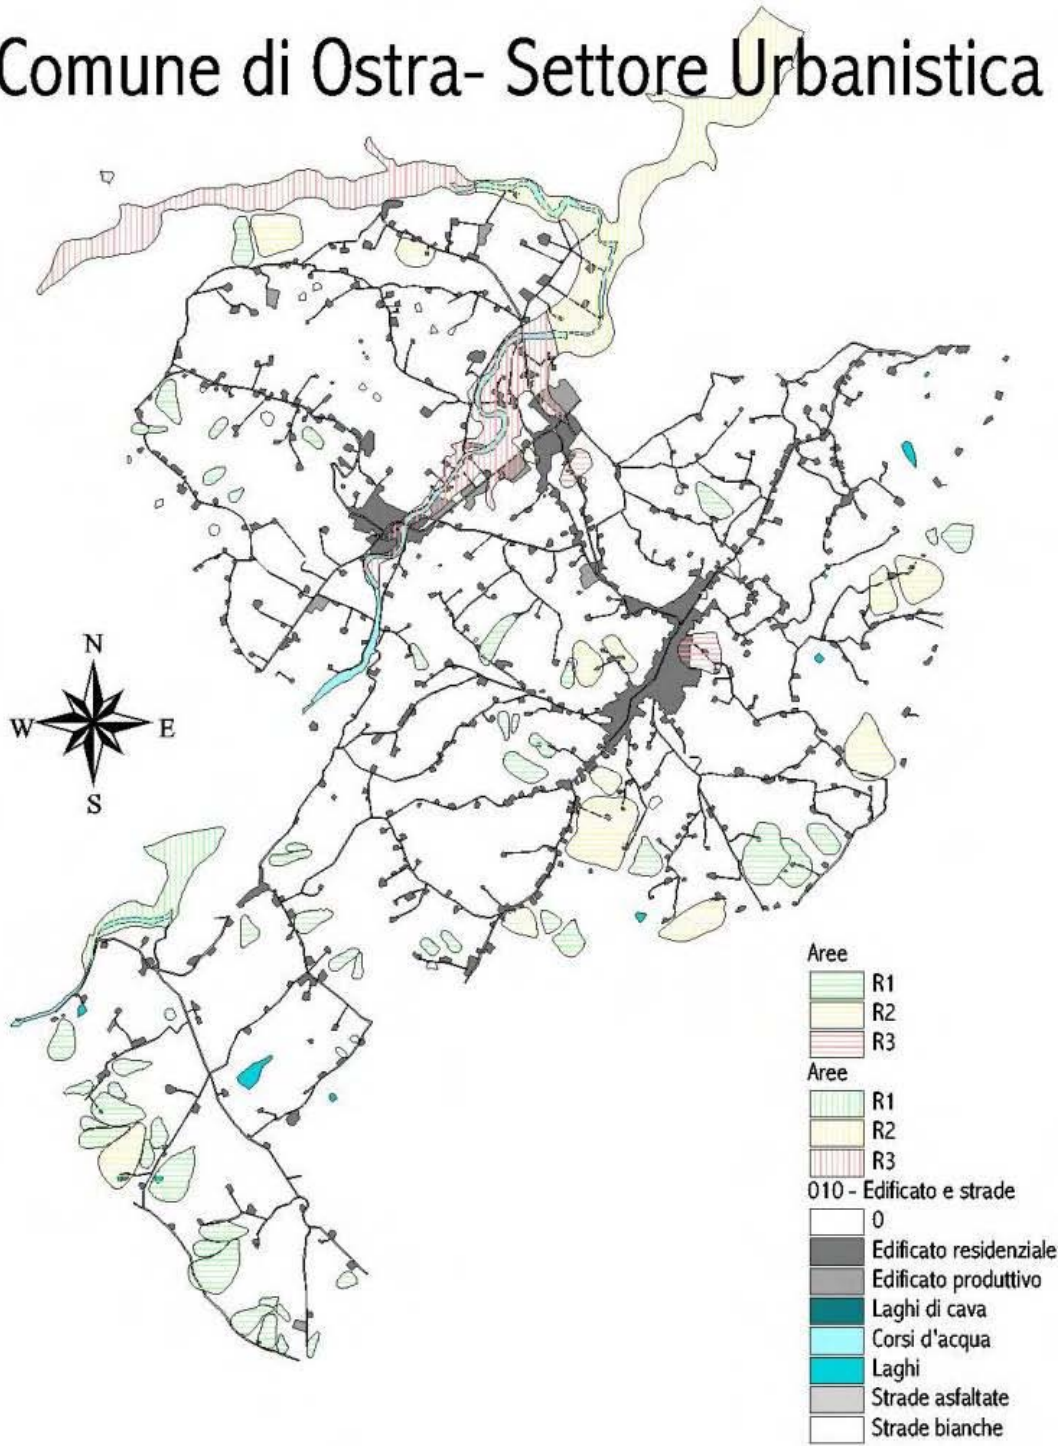 Comune di Ostra- Settore Urbanistica
N
W E
S
Aree
R1
R2
R3
Aree
R1
R2
R3
010 - Edificato e strade
0
Edificato residenziale
Edificato produttivo
Laghi di cava
Corsi d'acqua
Laghi
Strade asfaltate
Strade bianche